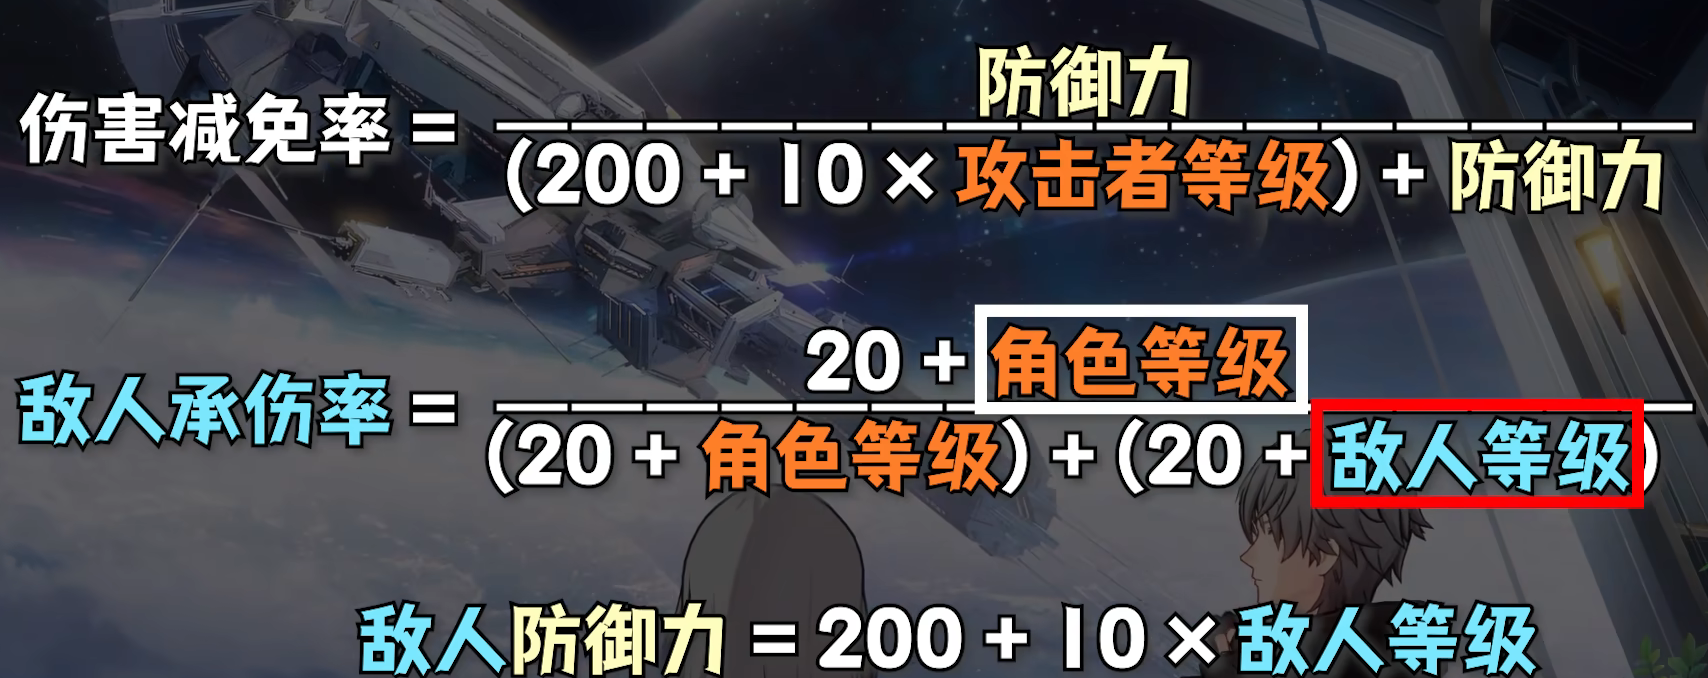 防御力
伤害减免率 =
(200 + 10 × 攻击者等级) + 防御力
20 + 角色等级
敌人承伤率 =
(20 + 角色等级) + (20 + 敌人等级)
敌人防御力 = 200 + 10 × 敌人等级